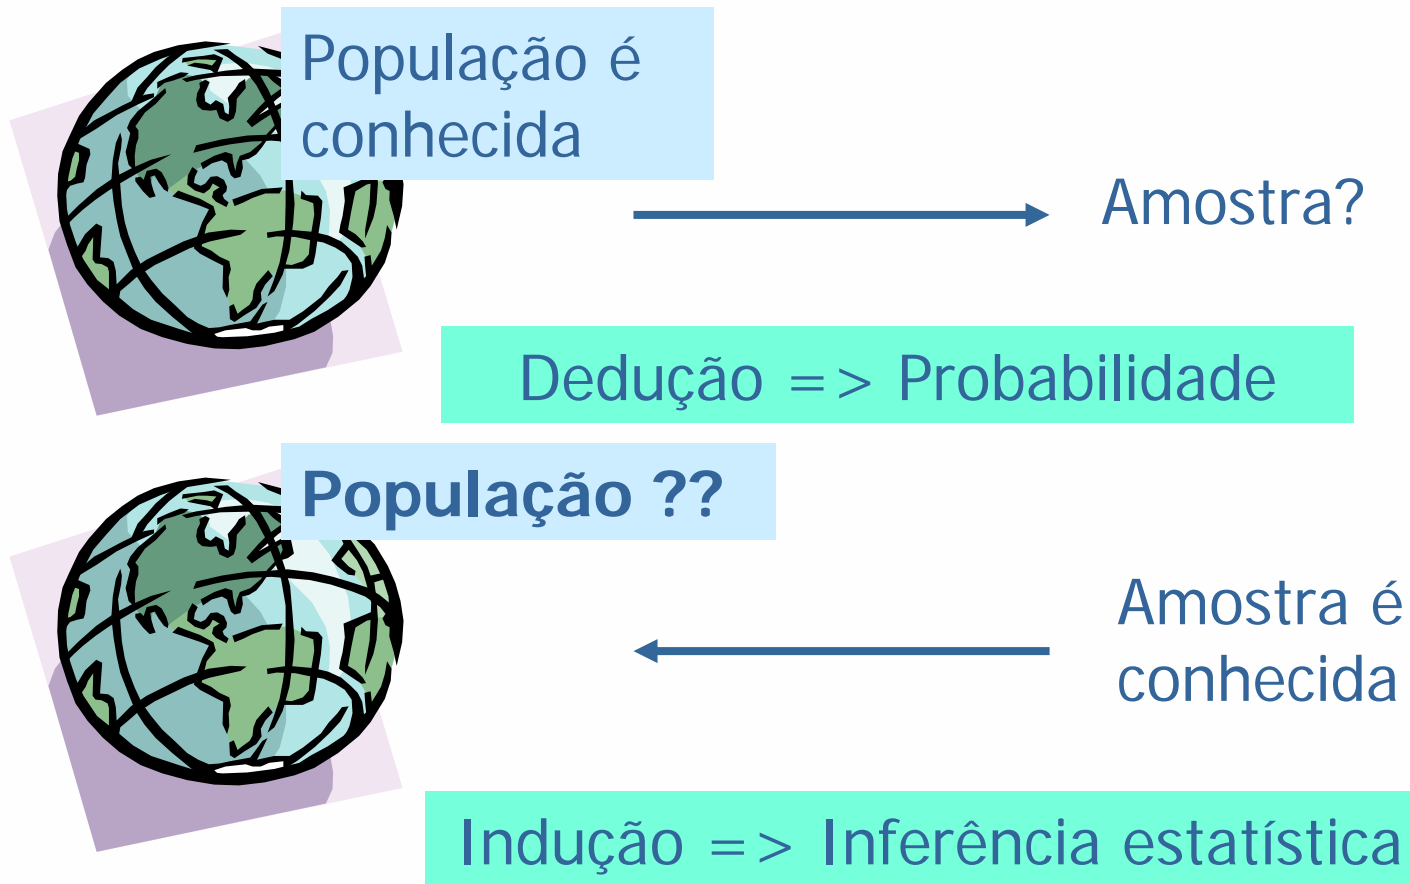 População é
conhecida
Amostra?
Dedução => Probabilidade
População ??
Amostra é
conhecida
Indução => Inferência estatística